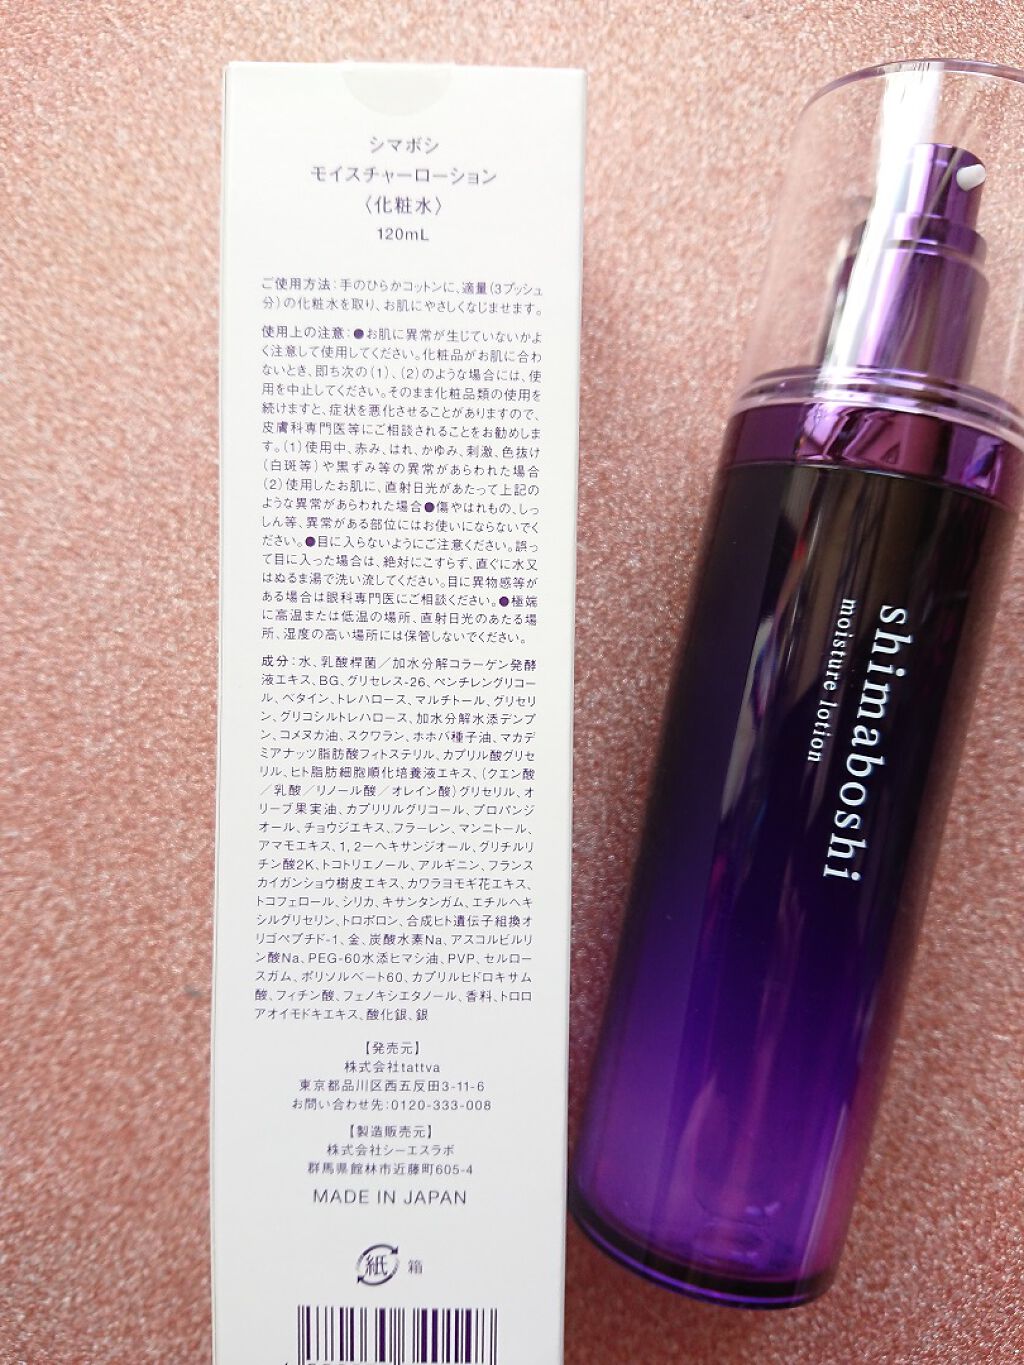 シマボシ
モイスチャーローション
〈化粧水〉
120mL
ご使用方法：手のひらかコットンに、適量（3プッシュ
分）の化粧水を取り、お肌にやさしくなじませます。
使用上の注意：●お肌に異常が生じていないかよ
く注意して使用してください。化粧品がお肌に合わ
ないとき、即ち次の（1）、（2）のような場合には、使
用を中止してください。そのまま化粧品類の使用を
続けますと、症状を悪化させることがありますので、
皮膚科専門医等にご相談されることをお勧めしま
す。（1）使用中、赤み、はれ、かゆみ、刺激、色抜け
（白斑等）や黒ずみ等の異常があらわれた場合
（2）使用したお肌に、直射日光があたって上記の
ような異常があらわれた場合●傷やはれもの、しっ
しん等、異常がある部位にはお使いにならないでく
ださい。●目に入らないようにご注意ください。誤っ
て目に入った場合は、絶対にこすらず、直ぐに水又
はぬるま湯で洗い流してください。目に異物感等が
ある場合は眼科専門医にご相談ください。●極端
に高温または低温の場所、直射日光のあたる場
所、湿度の高い場所には保管しないでください。
成分：水、乳酸桿菌／加水分解コラーゲン発酵
液エキス、BG、グリセレス-26、ペンチレングリコー
ル、ベタイン、トレハロース、マルチトール、グリセリ
ン、グリコシルトレハロース、加水分解水添デンプ
ン、コメヌカ油、スクワラン、ホホバ種子油、マカデ
ミアナッツ脂肪酸フィトステリル、カプリル酸グリセ
リル、ヒト脂肪細胞順化培養液エキス、（クエン酸
／乳酸／リノール酸／オレイン酸）グリセリル、オ
リーブ果実油、カプリリルグリコール、プロパンジ
オール、チョウジエキス、フラーレン、マンニトール、
アマモエキス、1，2－ヘキサンジオール、グリチルリ
チン酸2K、トコトリエノール、アルギニン、フランス
カイガンショウ樹皮エキス、カワラヨモギ花エキス、
トコフェロール、シリカ、キサンタンガム、エチルヘキ
シルグリセリン、トロポロン、合成ヒト遺伝子組換オ
リゴペプチド-1、金、炭酸水素Na、アスコルビルリ
ン酸Na、PEG-60水添ヒマシ油、PVP、セルロー
スガム、ポリソルベート60、カプリルヒドロキサム
酸、フィチン酸、フェノキシエタノール、香料、トロロ
アオイモドキエキス、酸化銀、銀
【発売元】
株式会社tattva
東京都品川区西五反田3-11-6
お問い合わせ先：0120-333-008
【製造販売元】
株式会社シーエスラボ
群馬県館林市近藤町605-4
MADE IN JAPAN
紙 箱
shimaboshi
moisture lotion